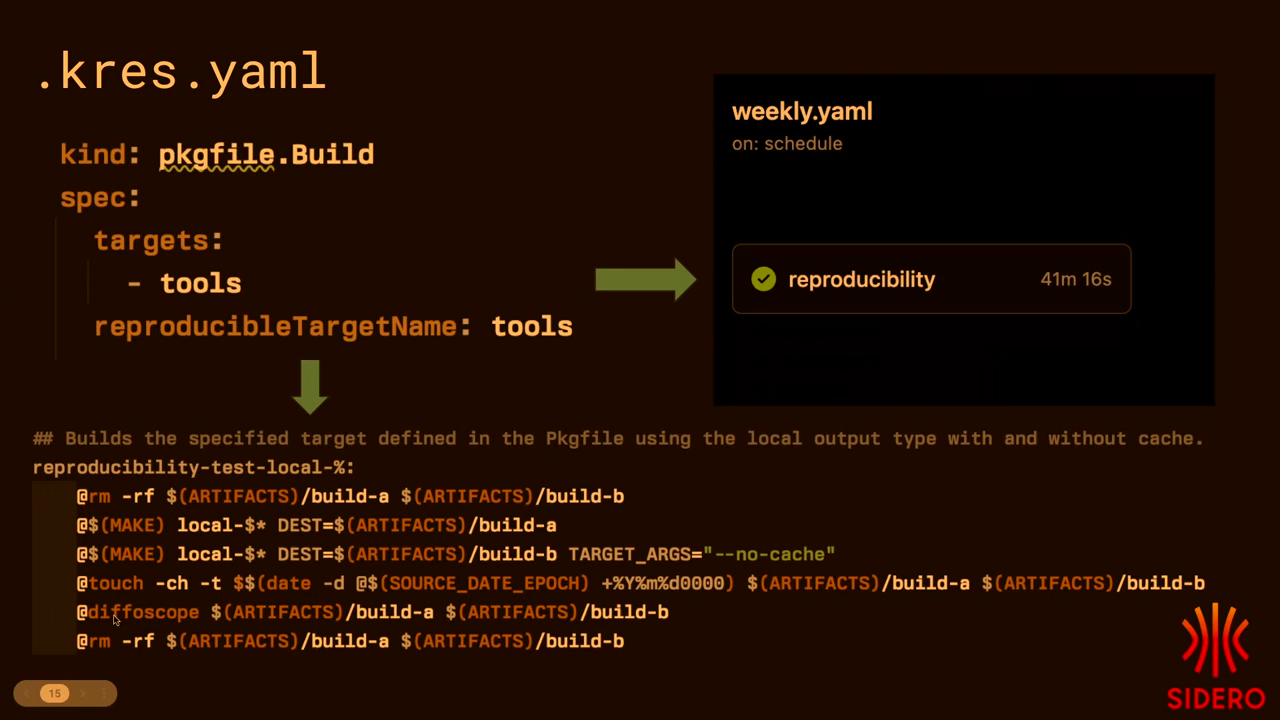 .kres.yaml
kind: pkgfile.Build
spec:
targets:
- tools
reproducibleTargetName: tools
weekly.yaml
on: schedule
reproducibility 41m 16s
## Builds the specified target defined in the Pkgfile using the local output type with and without cache.
reproducibility-test-local-%:
@rm -rf $(ARTIFACTS)/build-a $(ARTIFACTS)/build-b
@$(MAKE) local-$* DEST=$(ARTIFACTS)/build-a
@$(MAKE) local-$* DEST=$(ARTIFACTS)/build-b TARGET_ARGS="--no-cache"
@touch -ch -t $$(date -d @$(SOURCE_DATE_EPOCH) +%Y%m%d0000) $(ARTIFACTS)/build-a $(ARTIFACTS)/build-b
@diffoscope $(ARTIFACTS)/build-a $(ARTIFACTS)/build-b
@rm -rf $(ARTIFACTS)/build-a $(ARTIFACTS)/build-b
15
SIDERO